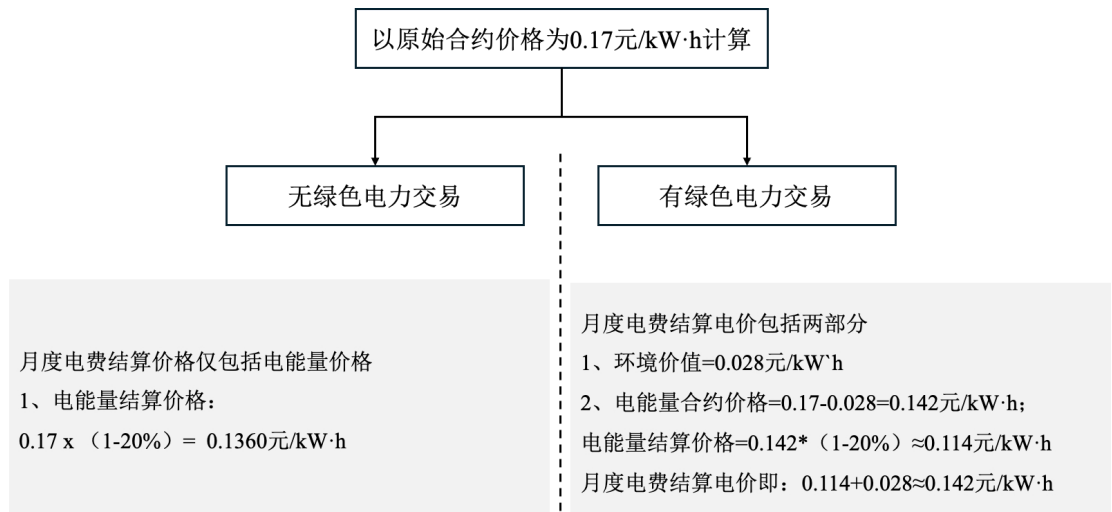 以原始合约价格为0.17元/kW·h计算
无绿色电力交易
有绿色电力交易
月度电费结算价格仅包括电能量价格
1、电能量结算价格：
0.17 x （1-20%）= 0.1360元/kW·h
月度电费结算电价包括两部分
1、环境价值=0.028元/kW`h
2、电能量合约价格=0.17-0.028=0.142元/kW·h；
电能量结算价格=0.142*（1-20%）≈0.114元/kW·h
月度电费结算电价即：0.114+0.028≈0.142元/kW·h